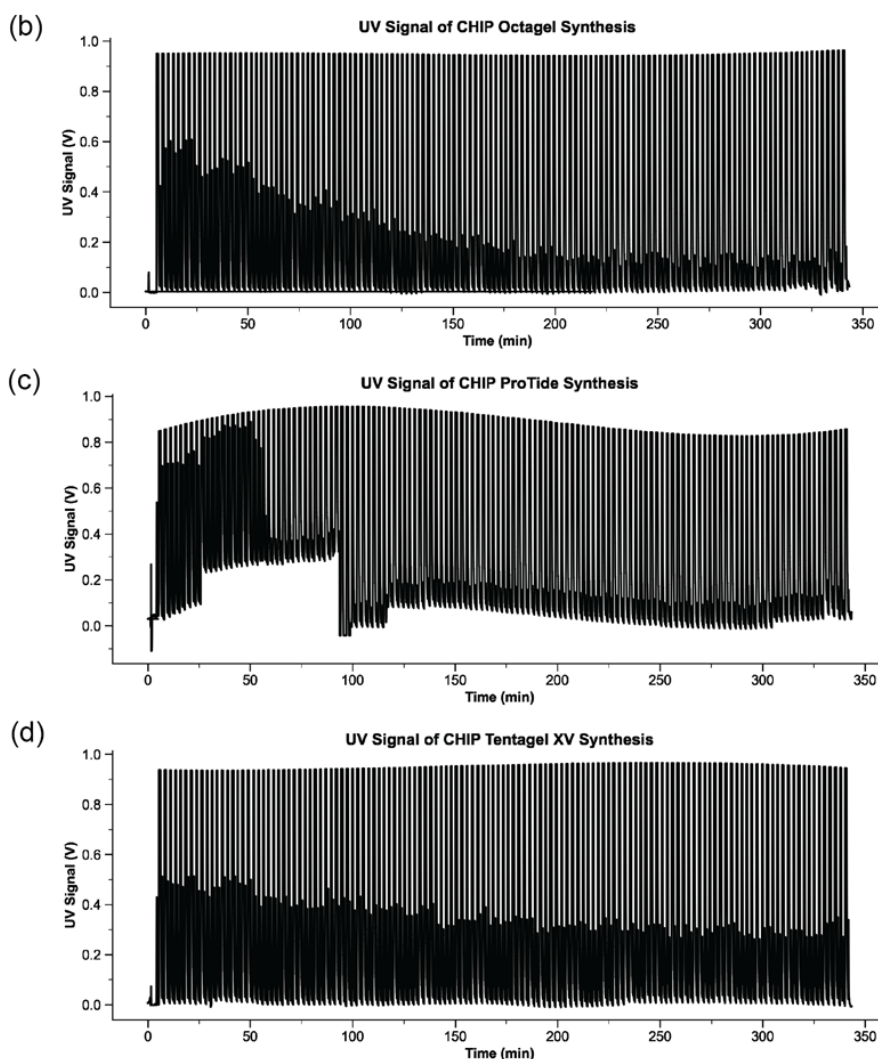 (b)
UV Signal of CHIP Octagel Synthesis
1.0
0.8
0.6
0.4
0.2
0.0
UV Signal (V)
0 50 100 150 200 250 300 350
Time (min)
(c)
UV Signal of CHIP ProTide Synthesis
1.0
0.8
0.6
0.4
0.2
0.0
UV Signal (V)
0 50 100 150 200 250 300 350
Time (min)
(d)
UV Signal of CHIP Tentagel XV Synthesis
1.0
0.8
0.6
0.4
0.2
0.0
UV Signal (V)
0 50 100 150 200 250 300 350
Time (min)